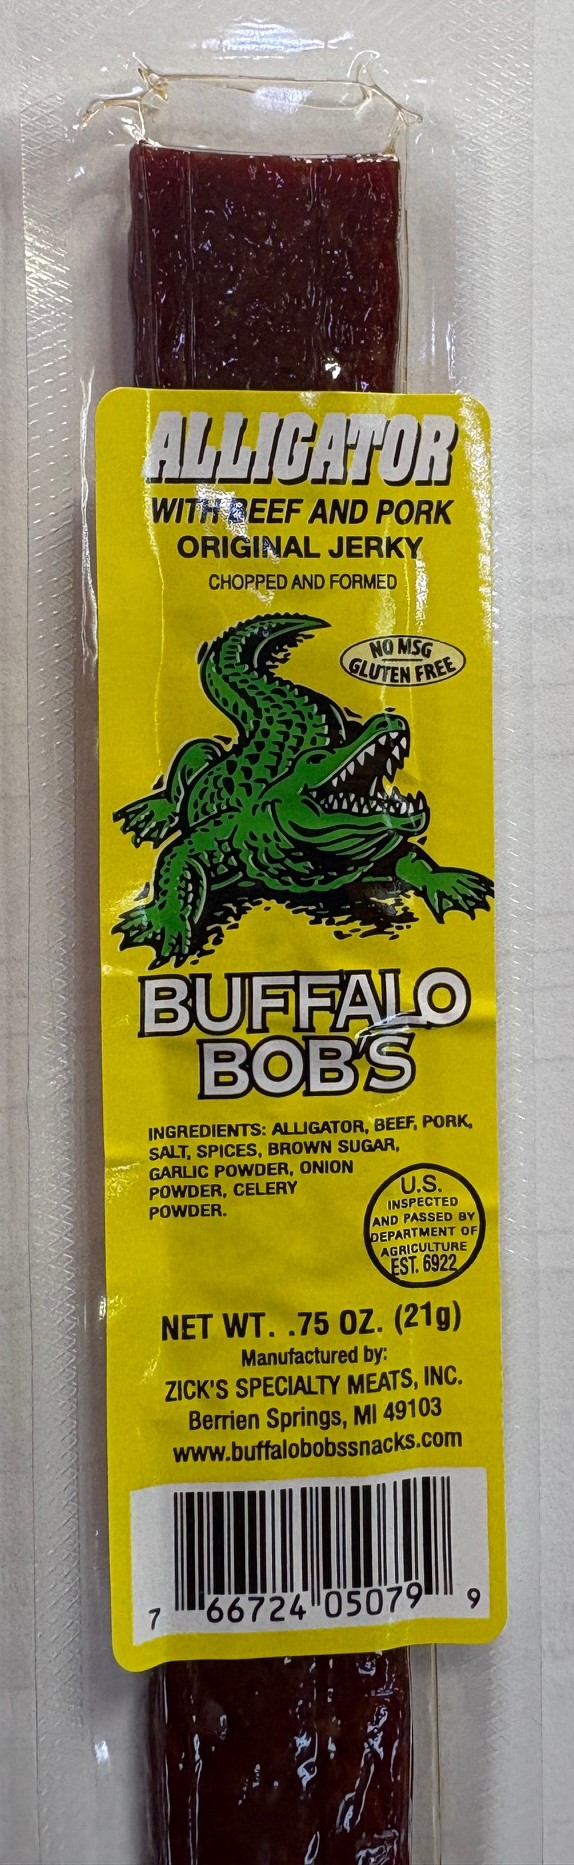 ALLIGATOR
WITH BEEF AND PORK
ORIGINAL JERKY
CHOPPED AND FORMED
NO MSG
GLUTEN FREE
BUFFALO
BOB'S
INGREDIENTS: ALLIGATOR, BEEF, PORK,
SALT, SPICES, BROWN SUGAR,
GARLIC POWDER, ONION
POWDER, CELERY
POWDER.
U.S.
INSPECTED
AND PASSED BY
DEPARTMENT OF
AGRICULTURE
EST. 6922
NET WT. .75 OZ. (21g)
Manufactured by:
ZICK'S SPECIALTY MEATS, INC.
Berrien Springs, MI 49103
www.buffalobobssnacks.com
7 66724 05079 9